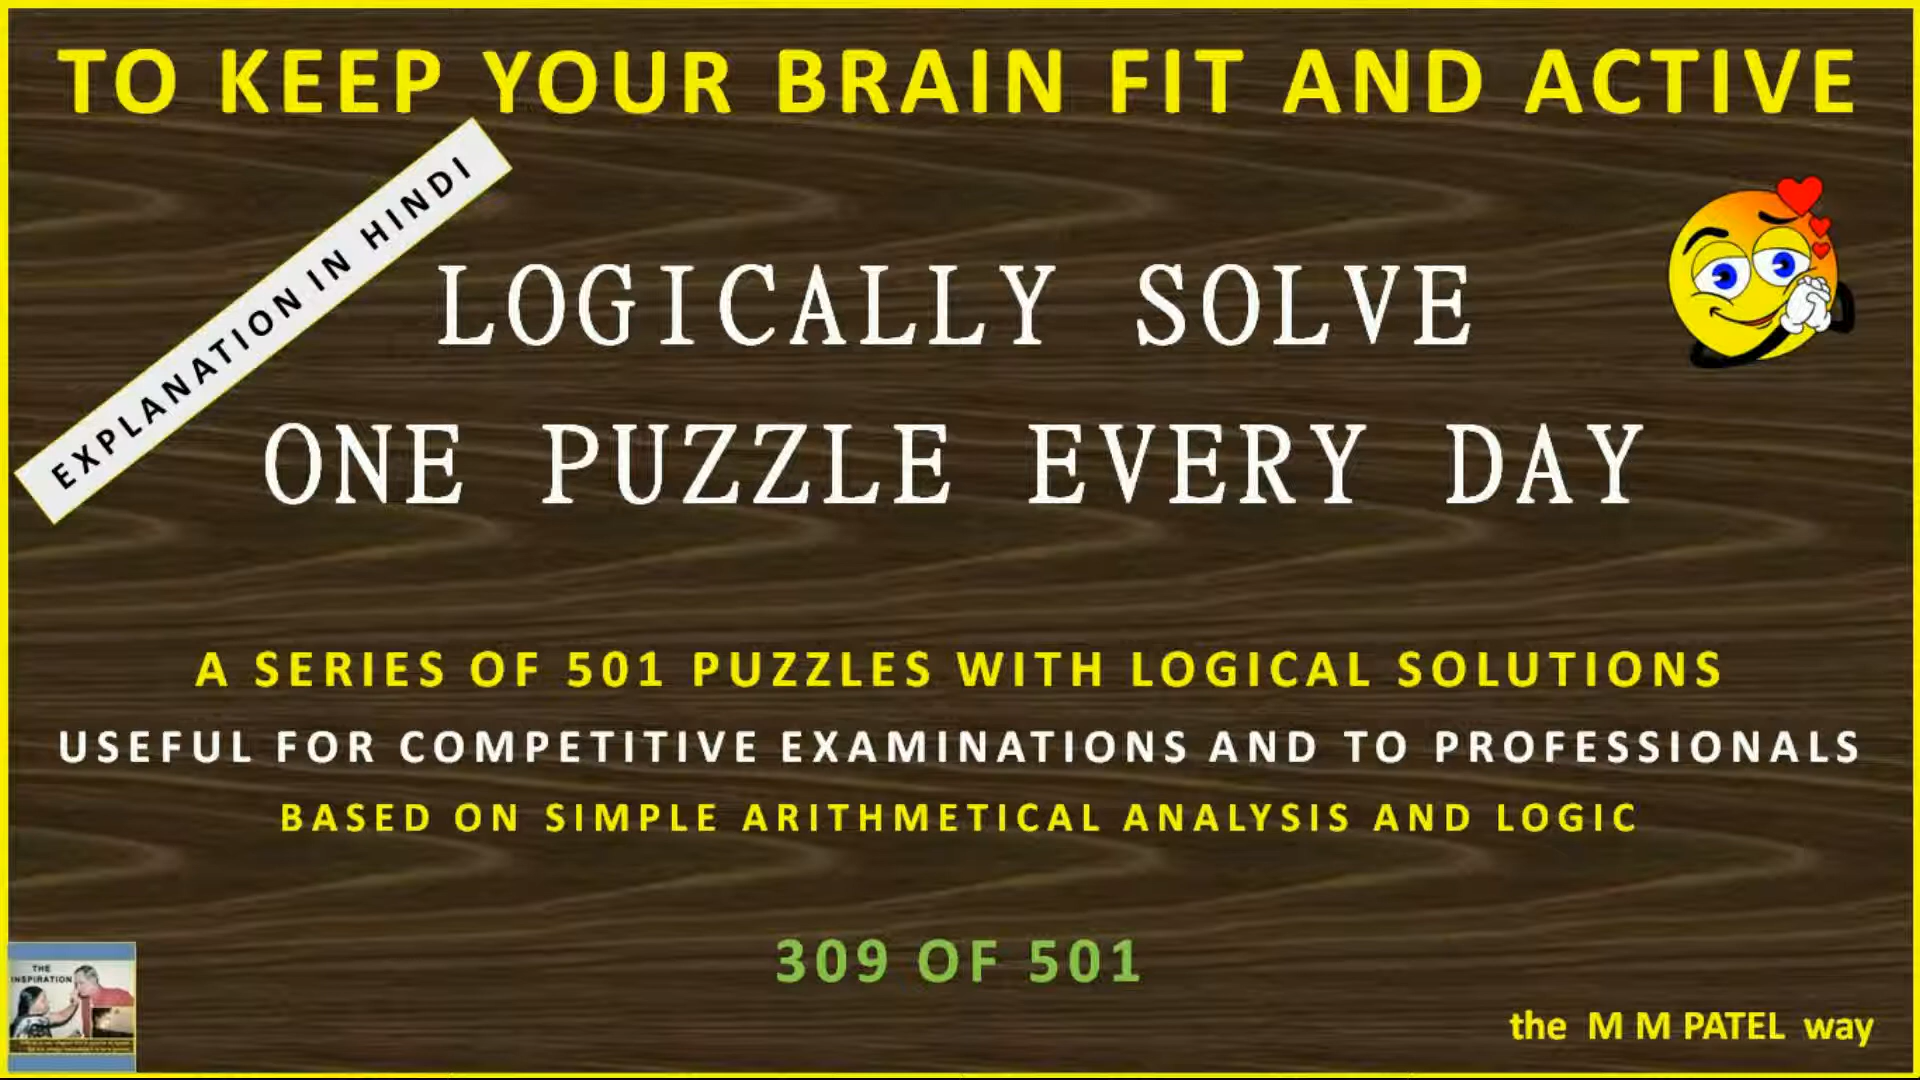 TO KEEP YOUR BRAIN FIT AND ACTIVE
EXPLANATION IN HINDI
LOGICALLY SOLVE
ONE PUZZLE EVERY DAY
A SERIES OF 501 PUZZLES WITH LOGICAL SOLUTIONS
USEFUL FOR COMPETITIVE EXAMINATIONS AND TO PROFESSIONALS
BASED ON SIMPLE ARITHMETICAL ANALYSIS AND LOGIC
309 OF 501
THE
INSPIRATION
the M M PATEL way